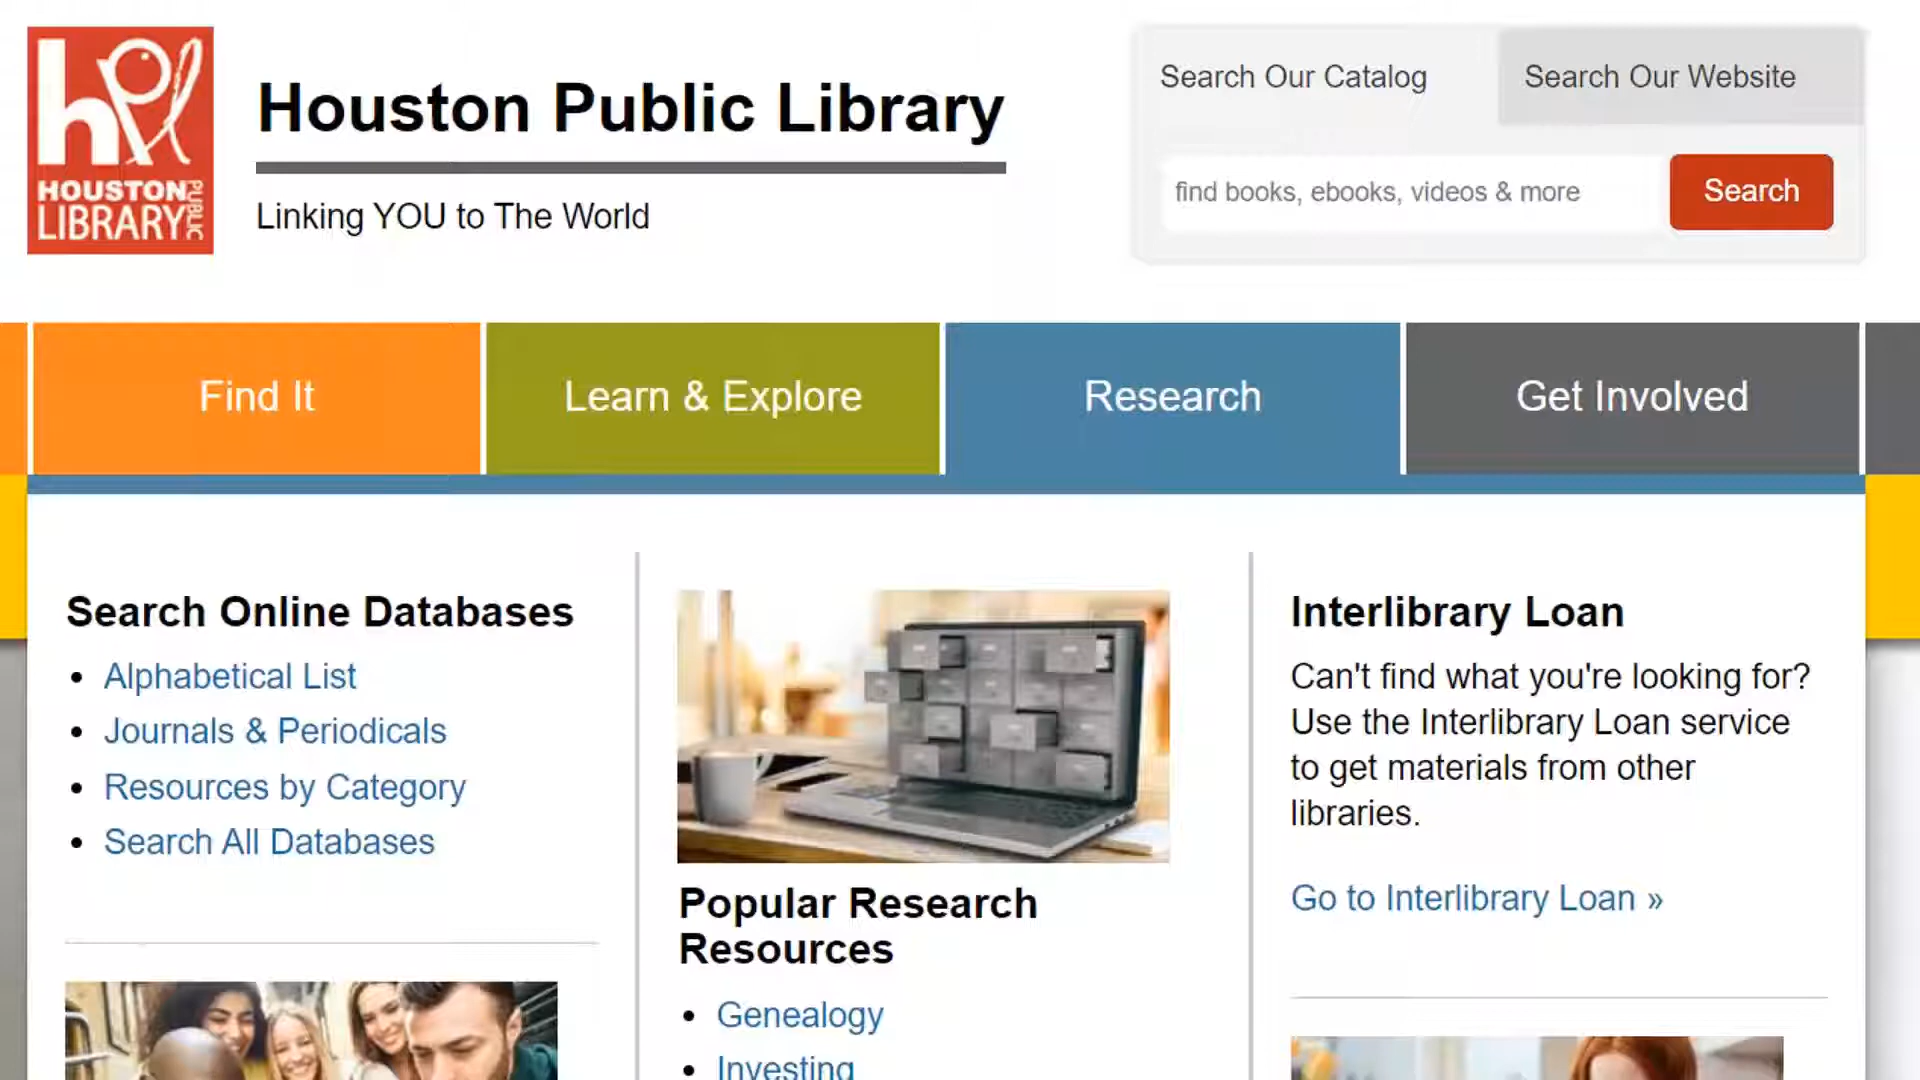 HOUSTON
PUBLIC
LIBRARY
Houston Public Library
Linking YOU to The World
Search Our Catalog
Search Our Website
find books, ebooks, videos & more
Search
Find It
Learn & Explore
Research
Get Involved
Search Online Databases
Alphabetical List
Journals & Periodicals
Resources by Category
Search All Databases
Popular Research
Resources
Genealogy
Investing
Interlibrary Loan
Can't find what you're looking for?
Use the Interlibrary Loan service
to get materials from other
libraries.
Go to Interlibrary Loan »